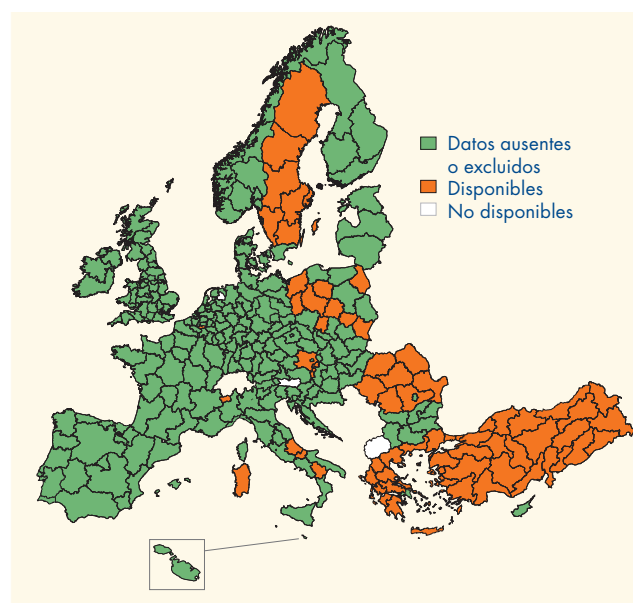 Datos ausentes
o excluidos
Disponibles
No disponibles